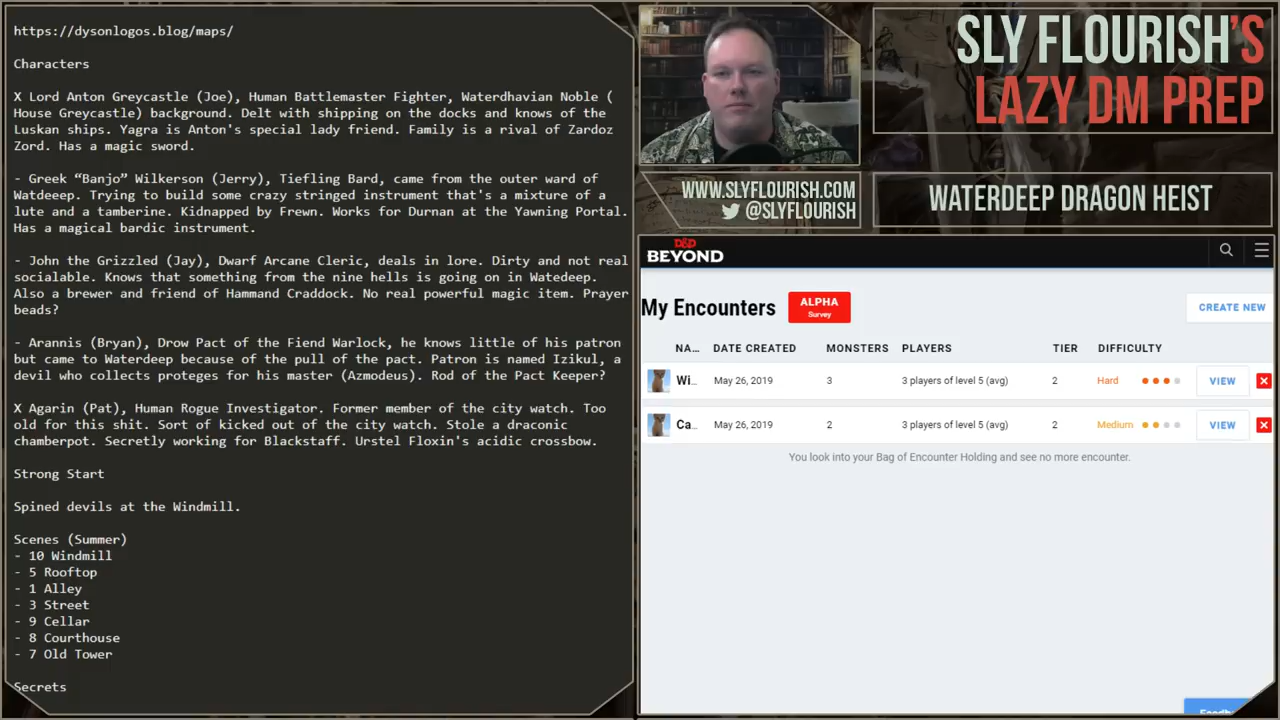 https://dysonlogos.blog/maps/
Characters
X Lord Anton Greycastle (Joe), Human Battlemaster Fighter, Waterdhavian Noble (
House Greycastle) background. Delt with shipping on the docks and knows of the
Luskan ships. Yagra is Anton's special lady friend. Family is a rival of Zardoz
Zord. Has a magic sword.
- Greek “Banjo” Wilkerson (Jerry), Tiefling Bard, came from the outer ward of
Watdeeep. Trying to build some crazy stringed instrument that's a mixture of a
lute and a tamberine. Kidnapped by Frewn. Works for Durnan at the Yawning Portal.
Has a magical bardic instrument.
- John the Grizzled (Jay), Dwarf Arcane Cleric, deals in lore. Dirty and not real
socialable. Knows that something from the nine hells is going on in Watedeep.
Also a brewer and friend of Hammand Craddock. No real powerful magic item. Prayer
beads?
- Arannis (Bryan), Drow Pact of the Fiend Warlock, he knows little of his patron
but came to Waterdeep because of the pull of the pact. Patron is named Izikul, a
devil who collects proteges for his master (Azmodeus). Rod of the Pact Keeper?
X Agarin (Pat), Human Rogue Investigator. Former member of the city watch. Too
old for this shit. Sort of kicked out of the city watch. Stole a draconic
chamberpot. Secretly working for Blackstaff. Urstel Floxin's acidic crossbow.
Strong Start
Spined devils at the Windmill.
Scenes (Summer)
- 10 Windmill
- 5 Rooftop
- 1 Alley
- 3 Street
- 9 Cellar
- 8 Courthouse
- 7 Old Tower
Secrets
SLY FLOURISH'S
LAZY DM PREP
WWW.SLYFLOURISH.COM
@SLYFLOURISH
WATERDEEP DRAGON HEIST
D&D
BEYOND
My Encounters
ALPHA
Survey
CREATE NEW
NA... DATE CREATED MONSTERS PLAYERS TIER DIFFICULTY
Wi... May 26, 2019 3 3 players of level 5 (avg) 2 Hard VIEW
Ca... May 26, 2019 2 3 players of level 5 (avg) 2 Medium VIEW
You look into your Bag of Encounter Holding and see no more encounter.